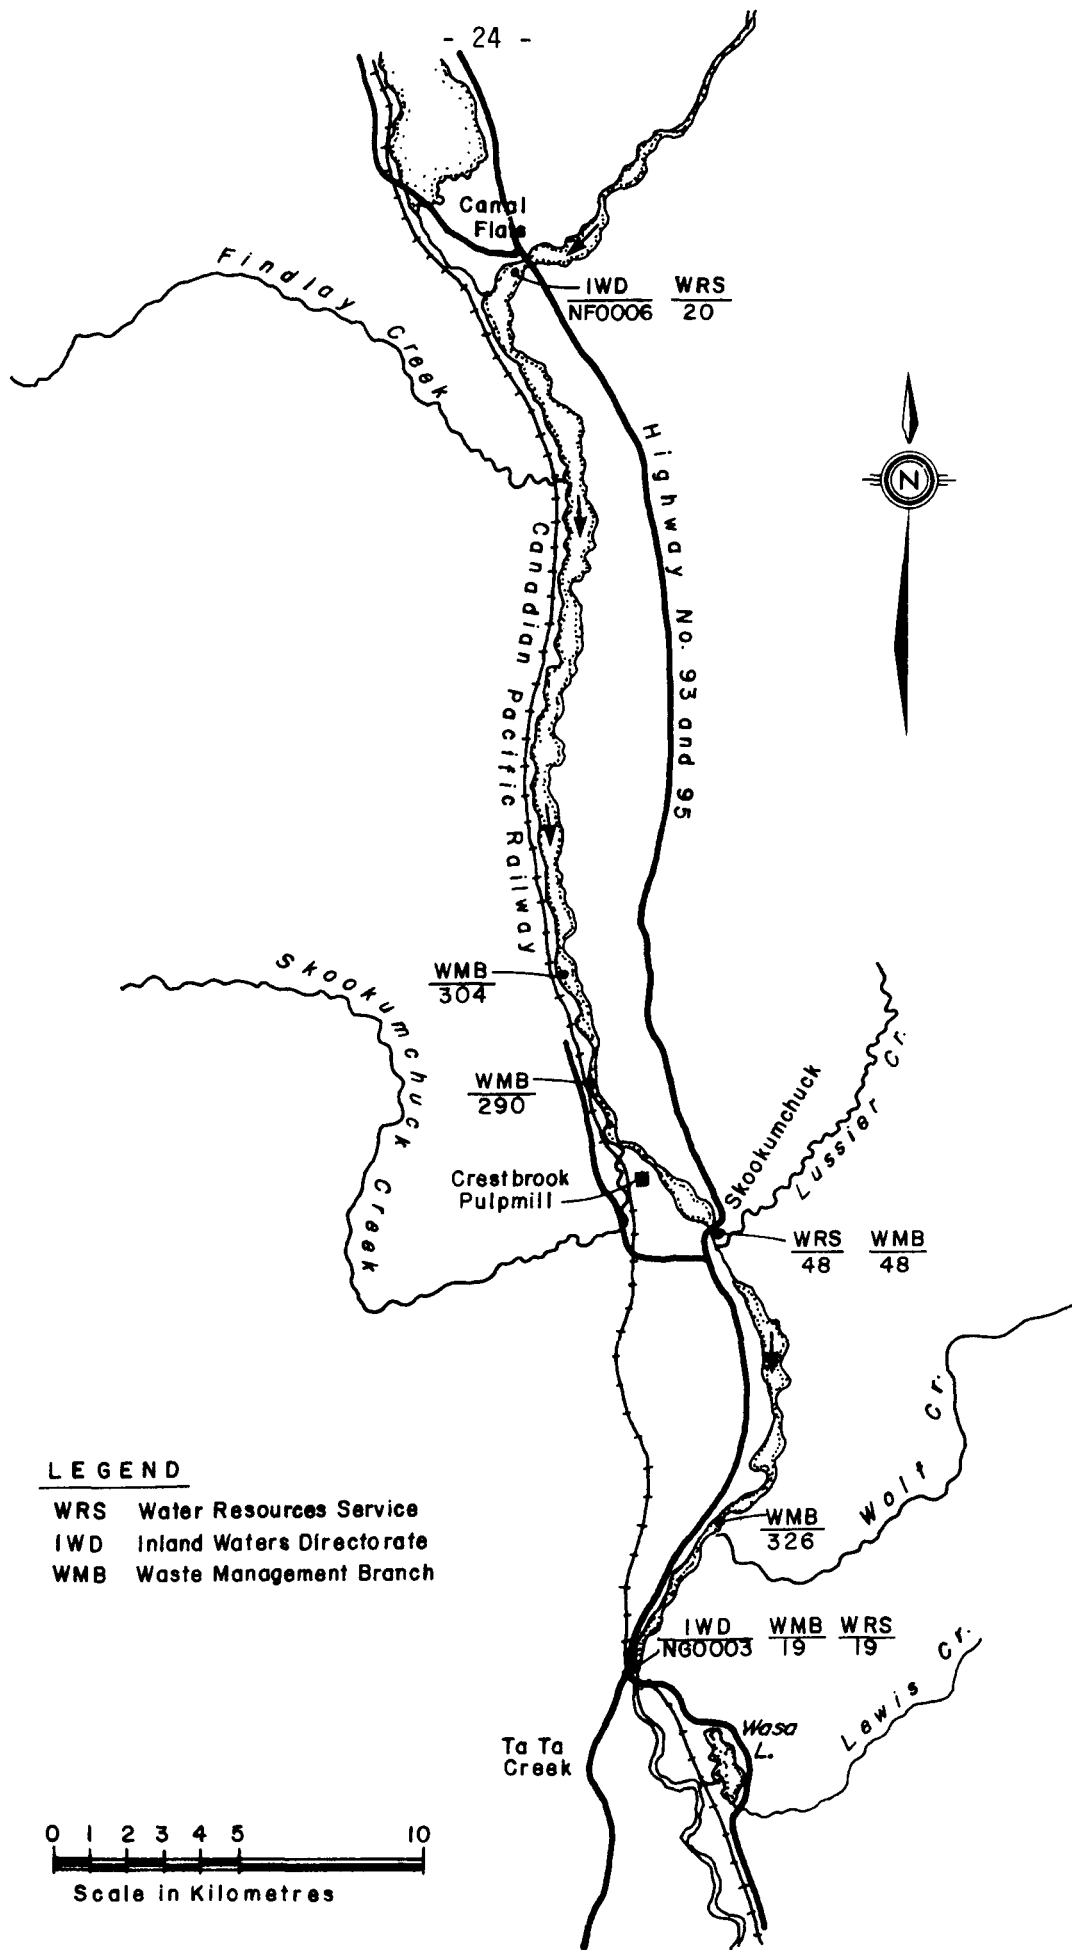 - 24 -
Canal
Flats
Findlay Creek
IWD WRS
NF0006 20
N
Highway No. 93 and 95
Canadian Pacific Railway
Skookumchuck Creek
WMB
304
WMB
290
Crestbrook
Pulpmill
Skookumchuck
Lussier Cr.
WRS WMB
48 48
Wolf Cr.
WMB
326
LEGEND
WRS Water Resources Service
IWD Inland Waters Directorate
WMB Waste Management Branch
IWD WMB WRS
NG0003 19 19
Lewis Cr.
Wasa
L.
Ta Ta
Creek
0 1 2 3 4 5 10
Scale in Kilometres